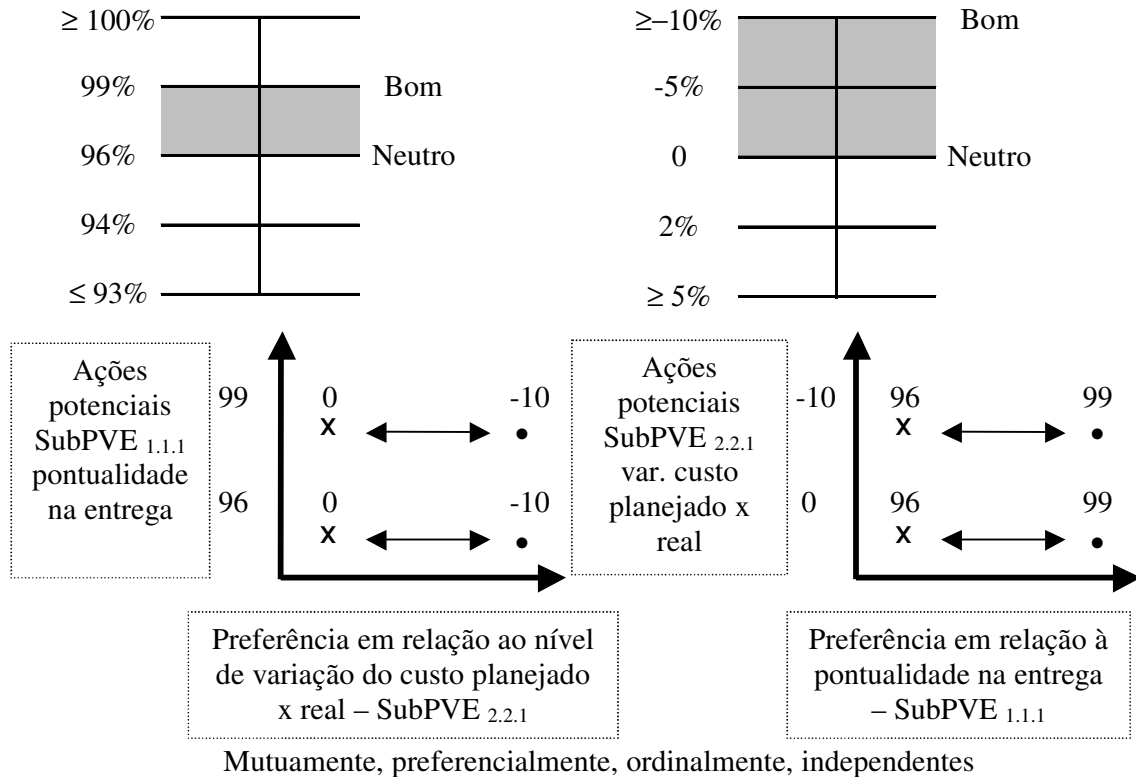 ≥ 100%
99% Bom
96% Neutro
94%
≤ 93%
≥–10% Bom
-5%
0 Neutro
2%
≥ 5%
Ações
potenciais
SubPVE 1.1.1
pontualidade
na entrega
99 0 -10
x
96 0 -10
x
Preferência em relação ao nível
de variação do custo planejado
x real – SubPVE 2.2.1
Ações
potenciais
SubPVE 2.2.1
var. custo
planejado x
real
-10 96 99
x
0 96 99
x
Preferência em relação à
pontualidade na entrega
– SubPVE 1.1.1
Mutuamente, preferencialmente, ordinalmente, independentes